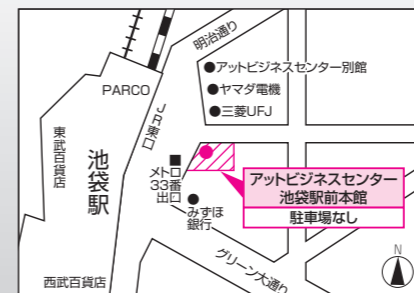 明治通り
●アットビジネスセンター別館
●ヤマダ電機
●三菱UFJ
PARCO
JR東口
東武百貨店
池袋駅
メトロ
33番
出口
みずほ
銀行
アットビジネスセンター
池袋駅前本館
駐車場なし
グリーン大通り
西武百貨店
N